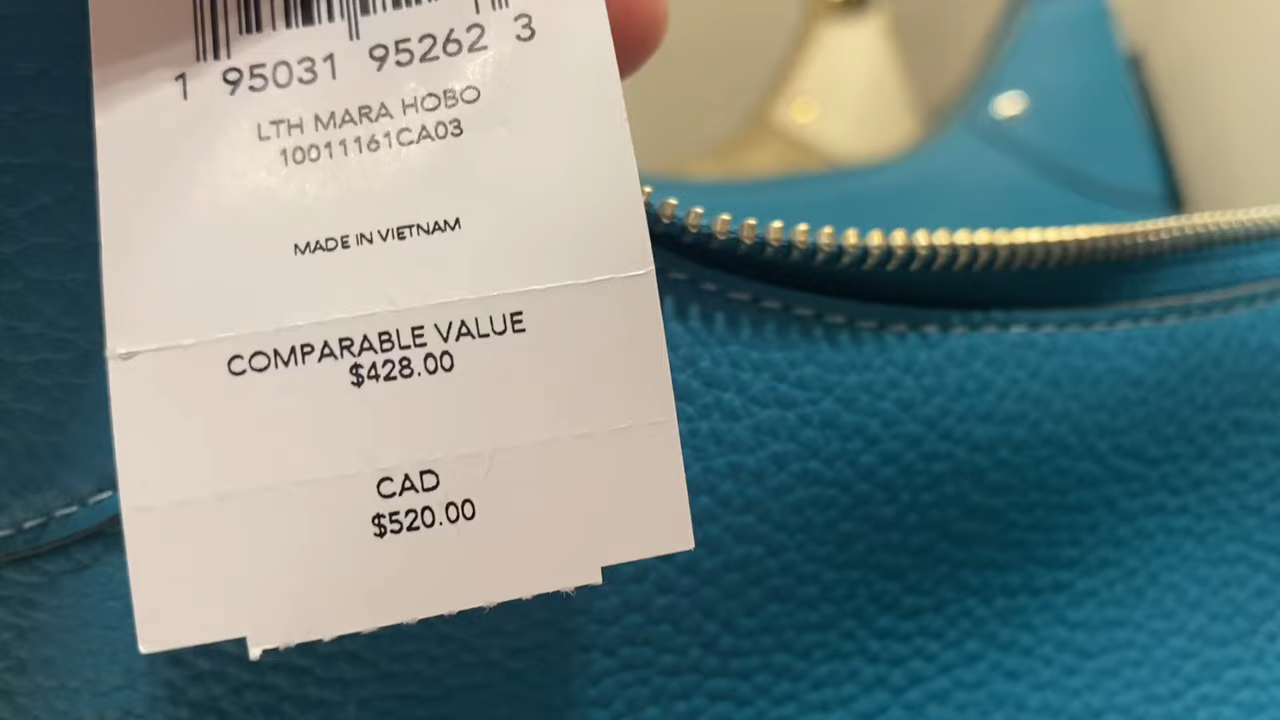 1 95031 95262 3
LTH MARA HOBO
10011161CA03
MADE IN VIETNAM
COMPARABLE VALUE
$428.00
CAD
$520.00